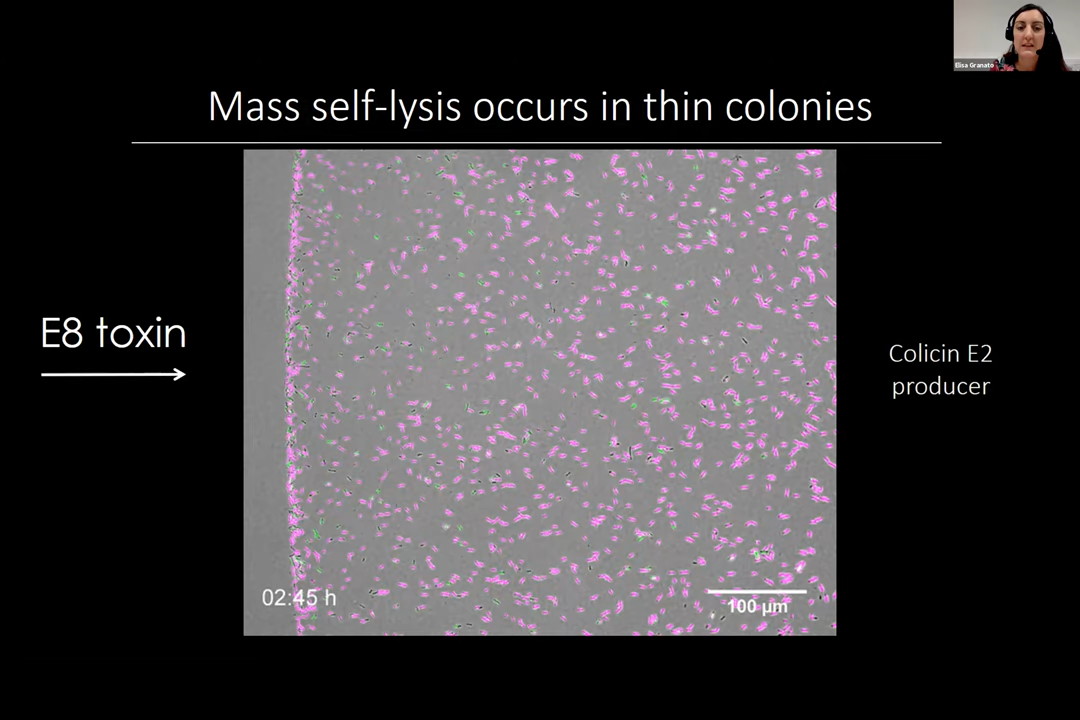 Elisa Granato
Mass self-lysis occurs in thin colonies
E8 toxin
Colicin E2
producer
02:45 h
100 µm